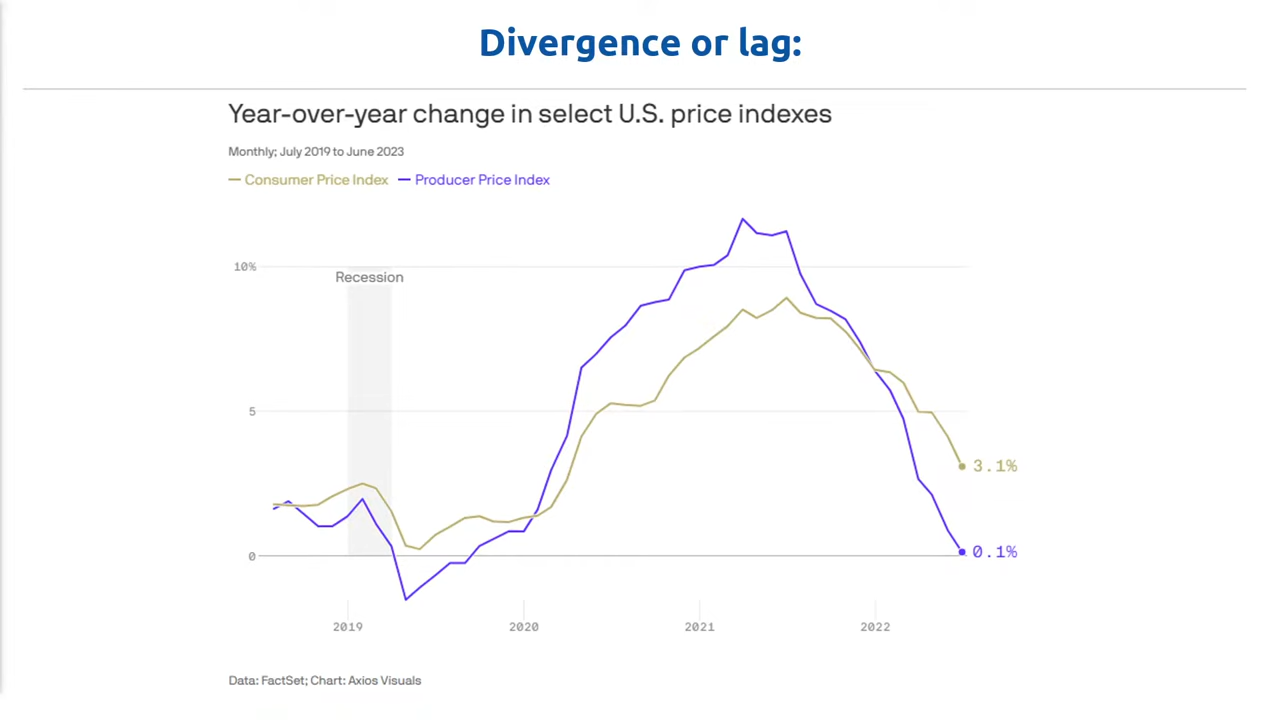 Divergence or lag:
Year-over-year change in select U.S. price indexes
Monthly; July 2019 to June 2023
Consumer Price Index Producer Price Index
10%
Recession
5
3.1%
0.1%
0
2019 2020 2021 2022
Data: FactSet; Chart: Axios Visuals